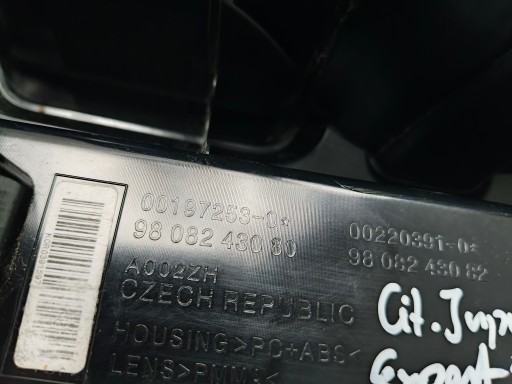 00197253-0*
98 082 430 80
00220391-0*
98 082 430 82
A002ZH
CZECH REPUBLIC
HOUSING>PC+ABS<
LENS>PMMA<
Cit.